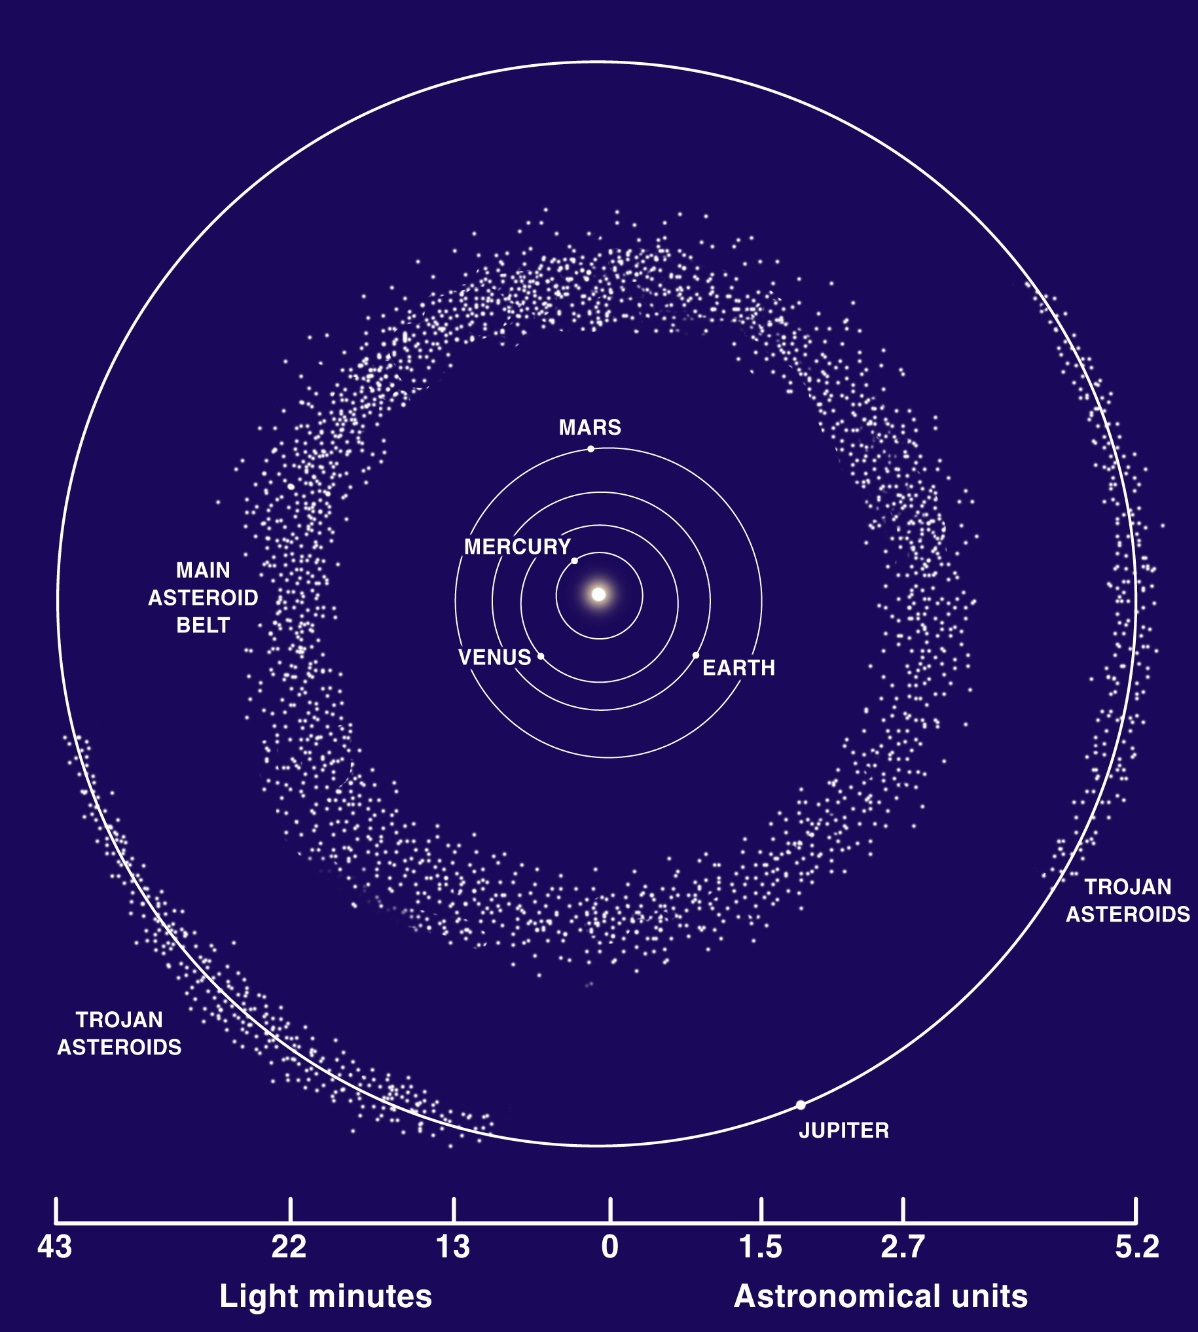 MARS
MERCURY
MAIN
ASTEROID
BELT
VENUS
EARTH
TROJAN
ASTEROIDS
TROJAN
ASTEROIDS
JUPITER
43 22 13 0 1.5 2.7 5.2
Light minutes Astronomical units